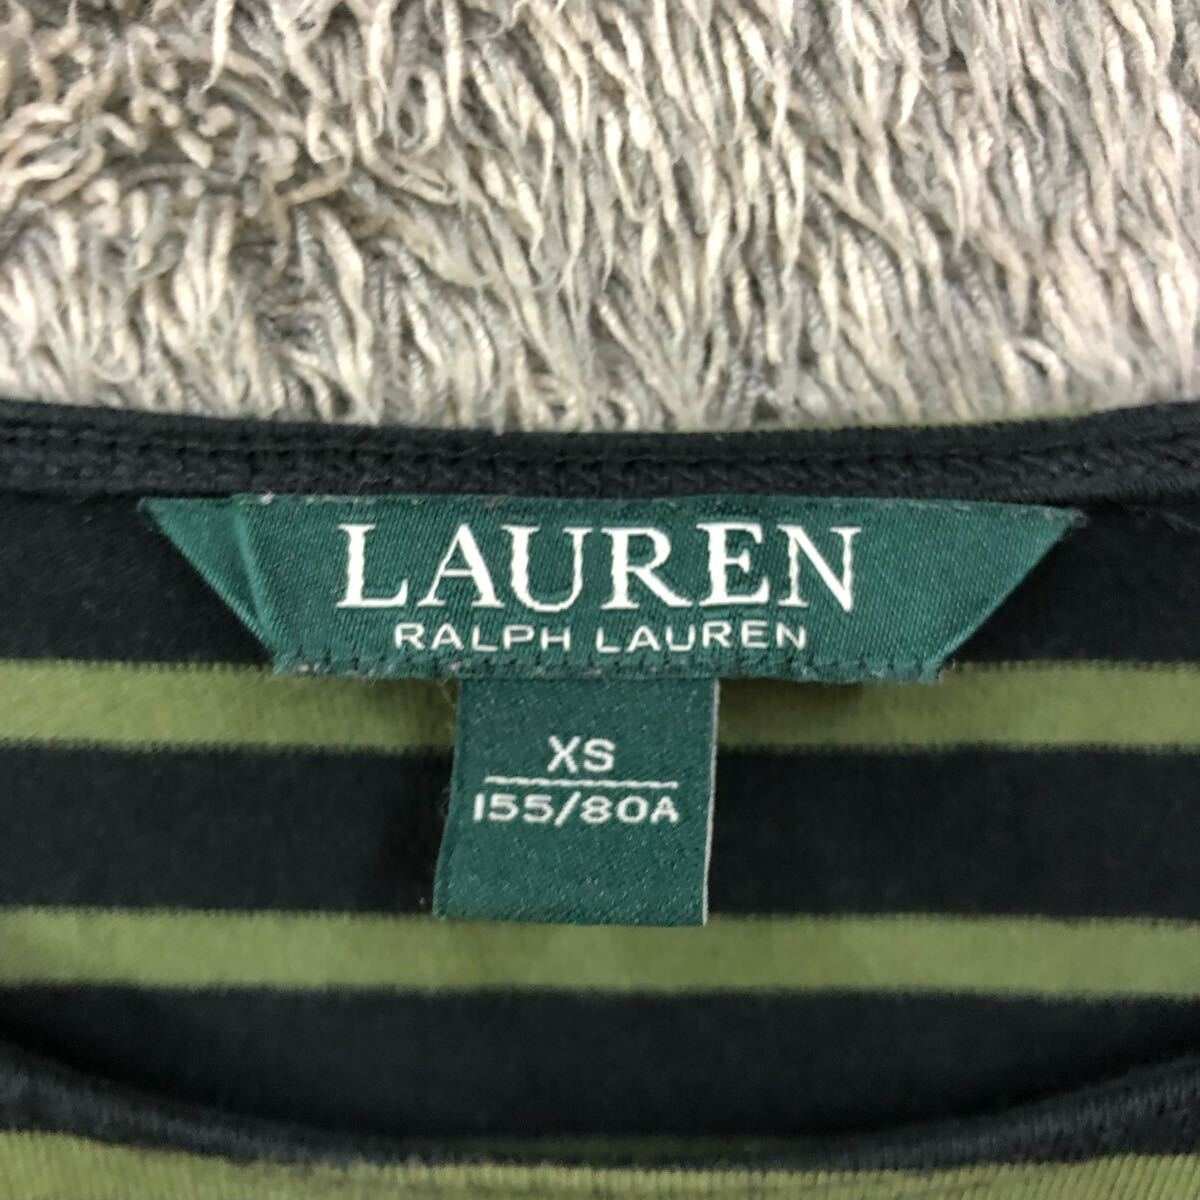 LAUREN
RALPH LAUREN
XS
155/80A